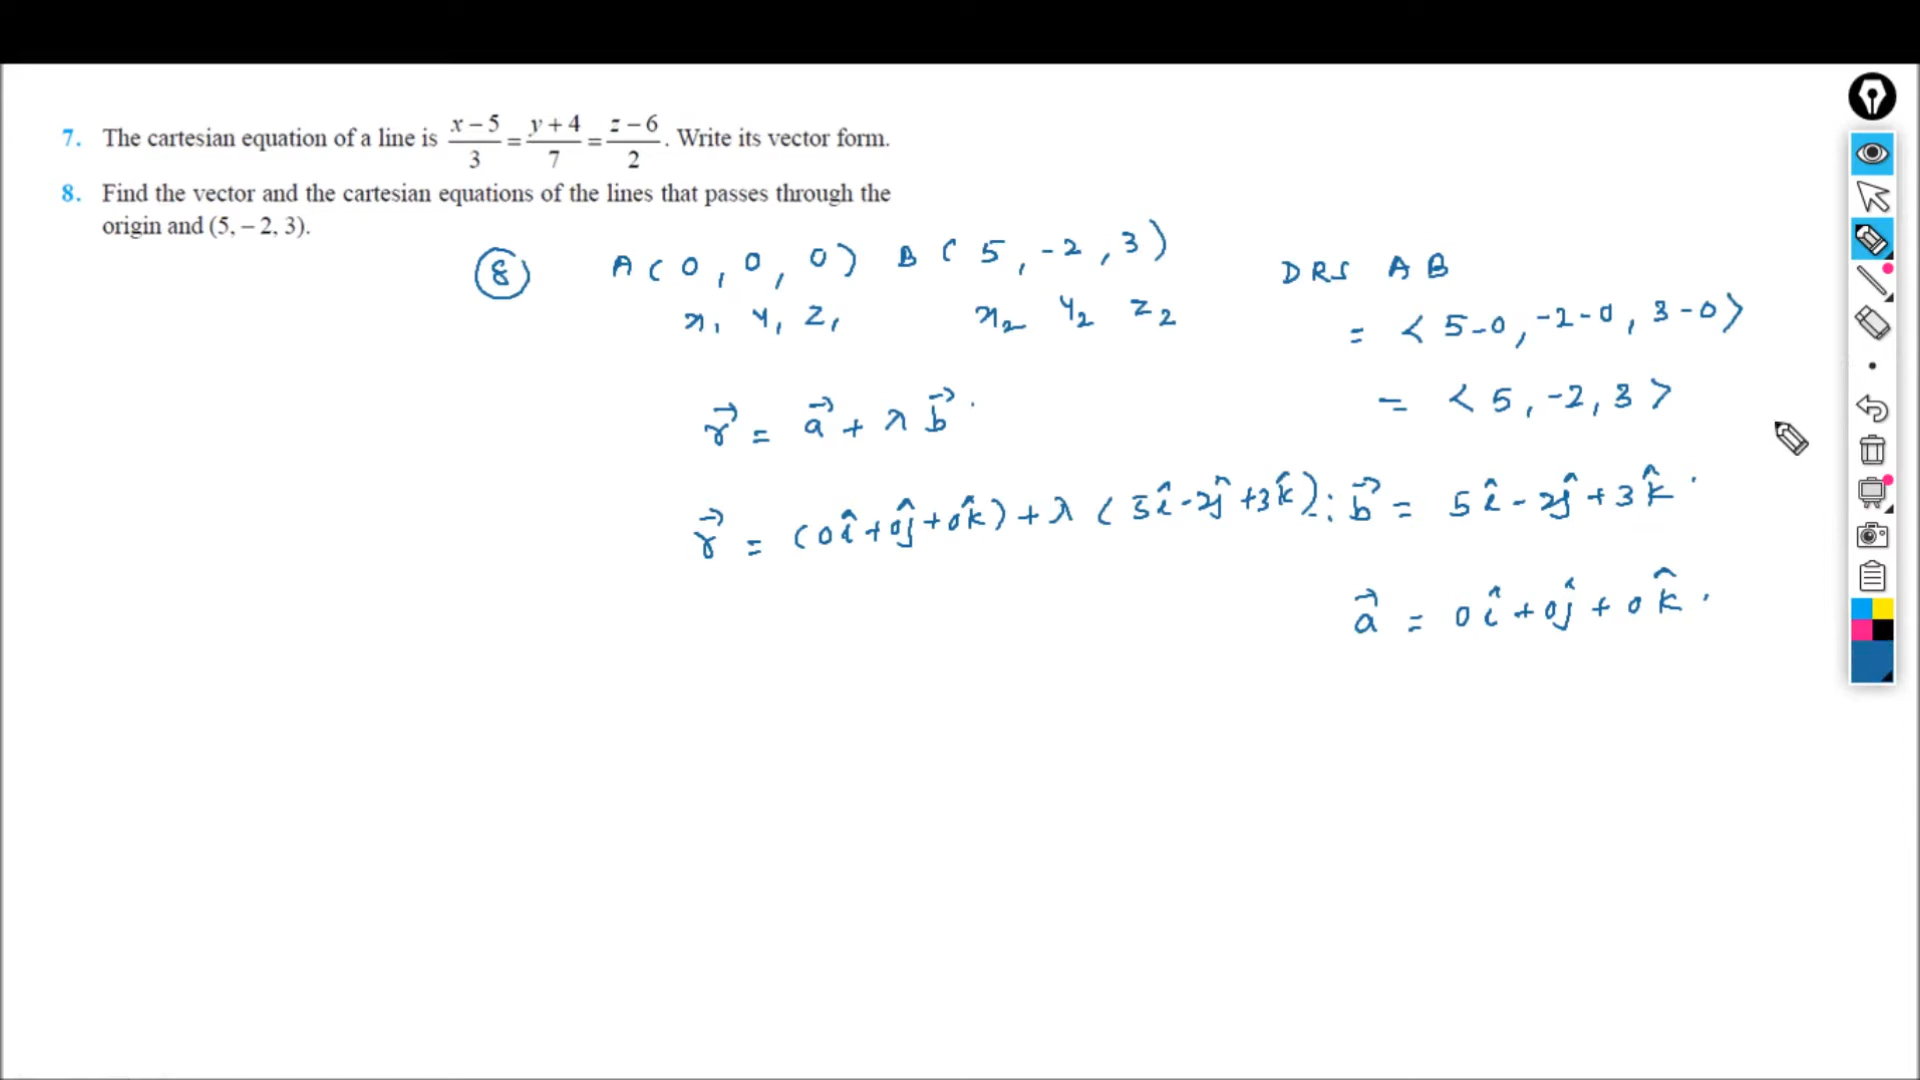 7. The cartesian equation of a line is (x − 5)/3 = (y + 4)/7 = (z − 6)/2. Write its vector form.
8. Find the vector and the cartesian equations of the lines that passes through the
origin and (5, – 2, 3).
⑧ A(0, 0, 0) B(5, -2, 3)
x₁ y₁ z₁ x₂ y₂ z₂
r⃗ = a⃗ + λ b⃗.
r⃗ = (0î + 0ĵ + 0k̂) + λ (5î - 2ĵ + 3k̂).
DRS AB
= < 5-0, -2-0, 3-0 >
= < 5, -2, 3 >
: b⃗ = 5î - 2ĵ + 3k̂.
a⃗ = 0î + 0ĵ + 0k̂.